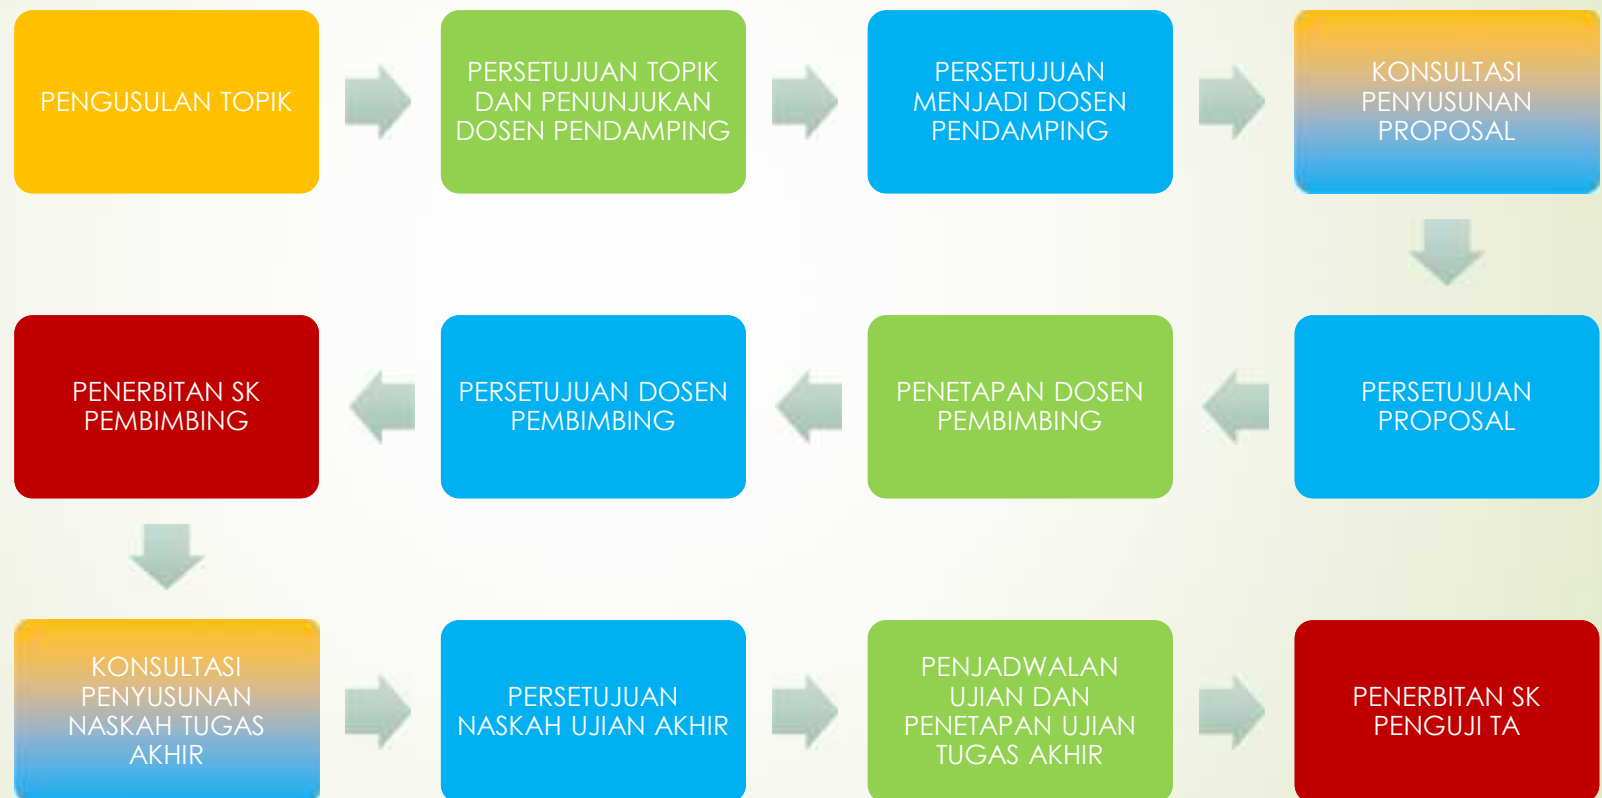 PENGUSULAN TOPIK
PERSETUJUAN TOPIK
DAN PENUNJUKAN
DOSEN PENDAMPING
PERSETUJUAN
MENJADI DOSEN
PENDAMPING
KONSULTASI
PENYUSUNAN
PROPOSAL
PERSETUJUAN
PROPOSAL
PENETAPAN DOSEN
PEMBIMBING
PERSETUJUAN DOSEN
PEMBIMBING
PENERBITAN SK
PEMBIMBING
KONSULTASI
PENYUSUNAN
NASKAH TUGAS
AKHIR
PERSETUJUAN
NASKAH UJIAN AKHIR
PENJADWALAN
UJIAN DAN
PENETAPAN UJIAN
TUGAS AKHIR
PENERBITAN SK
PENGUJI TA